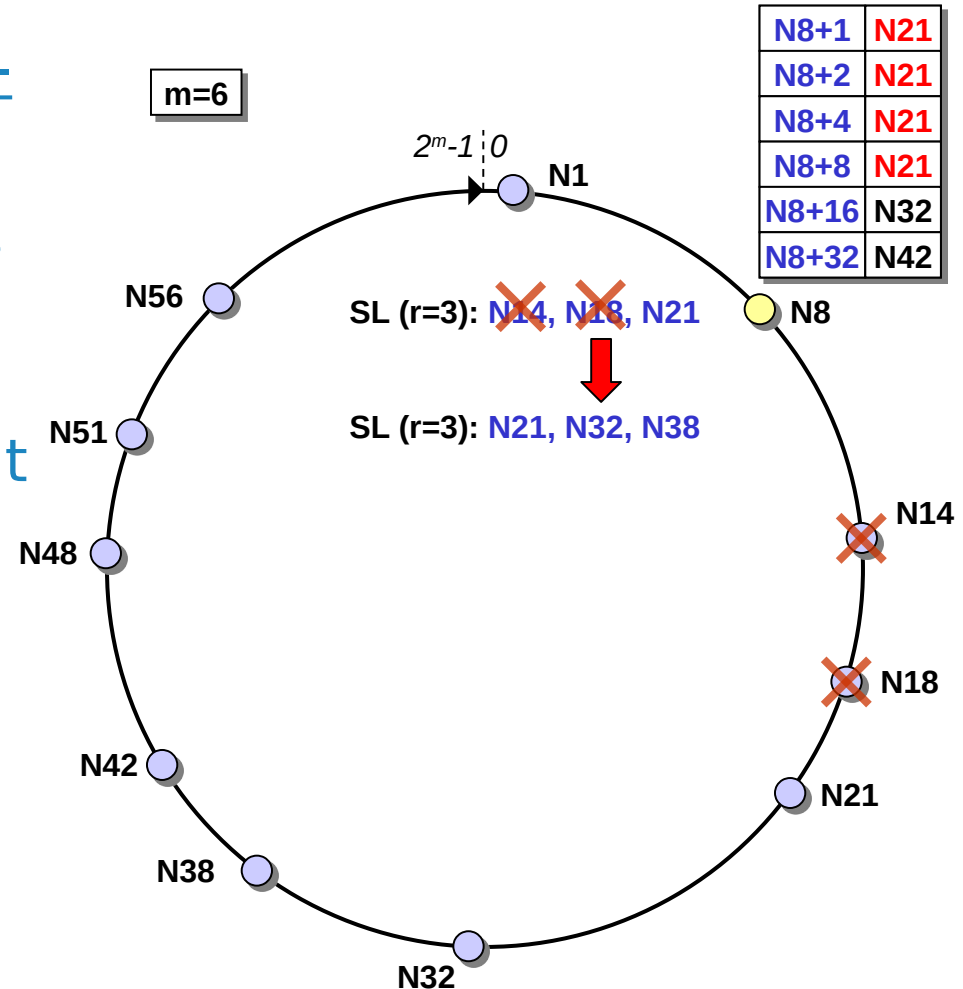 N8+1 N21
N8+2 N21
N8+4 N21
N8+8 N21
N8+16 N32
N8+32 N42
m=6
2ᵐ-1 0
N1
N56
SL (r=3): N14, N18, N21
N8
SL (r=3): N21, N32, N38
N51
t
N14
N48
N18
N42
N21
N38
N32